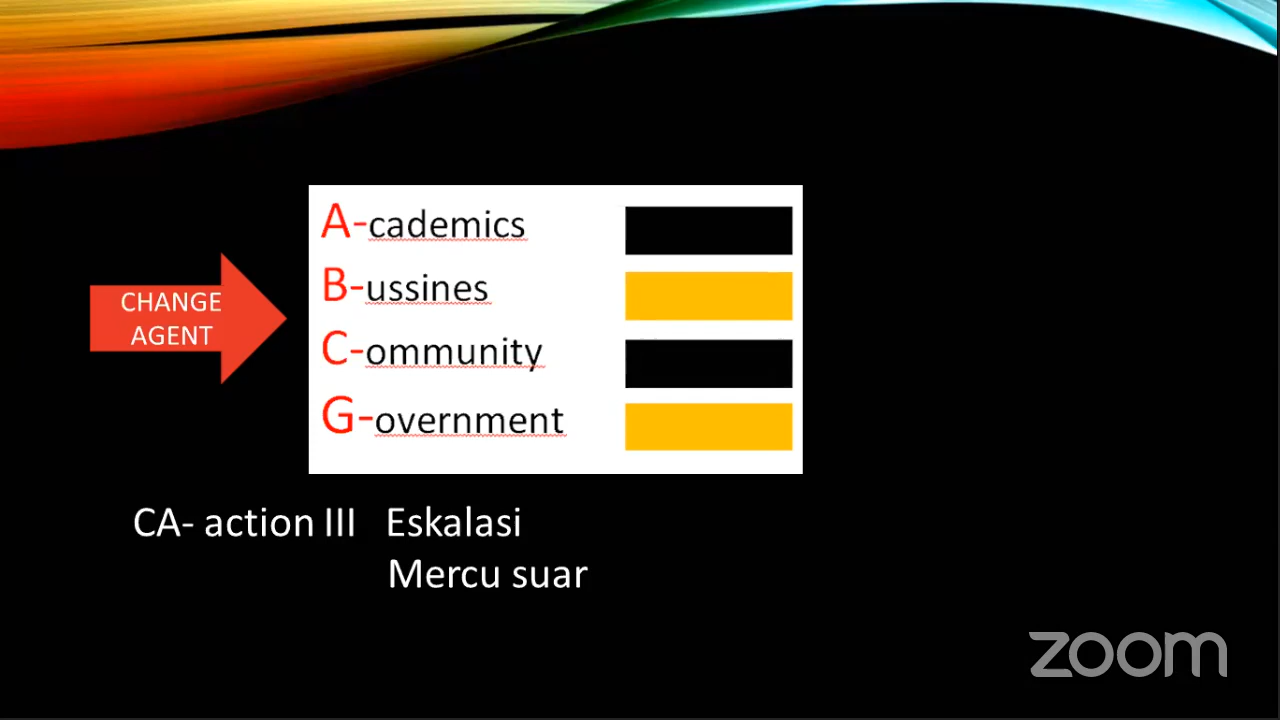 A-cademics
B-ussines
CHANGE
AGENT
C-ommunity
G-overnment
CA- action III Eskalasi
Mercu suar
zoom